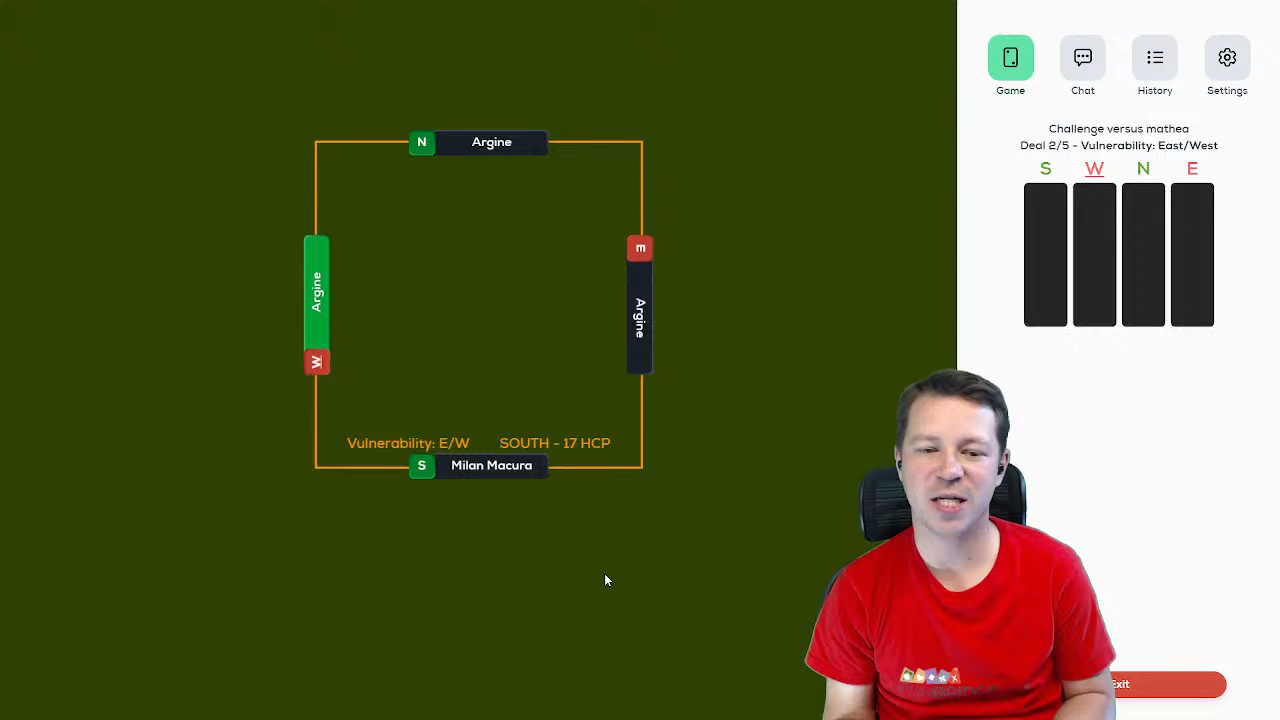 Game
Chat
History
Settings
Challenge versus mathea
Deal 2/5 - Vulnerability: East/West
S W N E
N Argine
Argine W
E Argine
Vulnerability: E/W SOUTH - 17 HCP
S Milan Macura
Exit